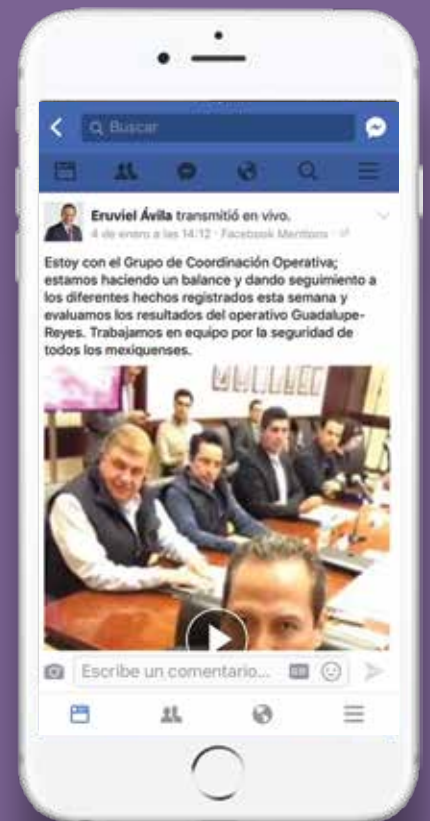 Buscar
Eruviel Ávila transmitió en vivo.
4 de enero a las 14:12 · Facebook Mentions ·
Estoy con el Grupo de Coordinación Operativa;
estamos haciendo un balance y dando seguimiento a
los diferentes hechos registrados esta semana y
evaluamos los resultados del operativo Guadalupe-
Reyes. Trabajamos en equipo por la seguridad de
todos los mexiquenses.
Escribe un comentario...
GIF